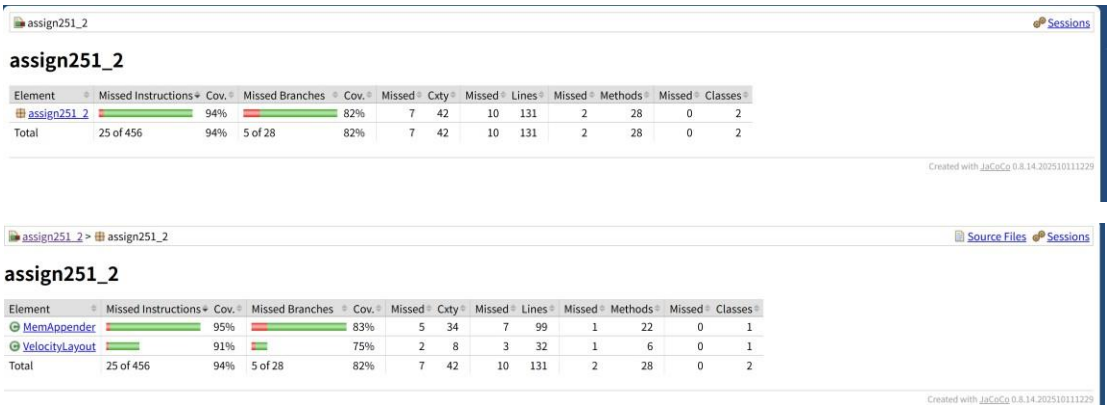 assign251_2 Sessions
assign251_2
Element Missed Instructions Cov. Missed Branches Cov. Missed Cxty Missed Lines Missed Methods Missed Classes
assign251_2 94% 82% 7 42 10 131 2 28 0 2
Total 25 of 456 94% 5 of 28 82% 7 42 10 131 2 28 0 2
Created with JaCoCo 0.8.14.202510111229
assign251_2 > assign251_2 Source Files Sessions
assign251_2
Element Missed Instructions Cov. Missed Branches Cov. Missed Cxty Missed Lines Missed Methods Missed Classes
MemAppender 95% 83% 5 34 7 99 1 22 0 1
VelocityLayout 91% 75% 2 8 3 32 1 6 0 1
Total 25 of 456 94% 5 of 28 82% 7 42 10 131 2 28 0 2
Created with JaCoCo 0.8.14.202510111229